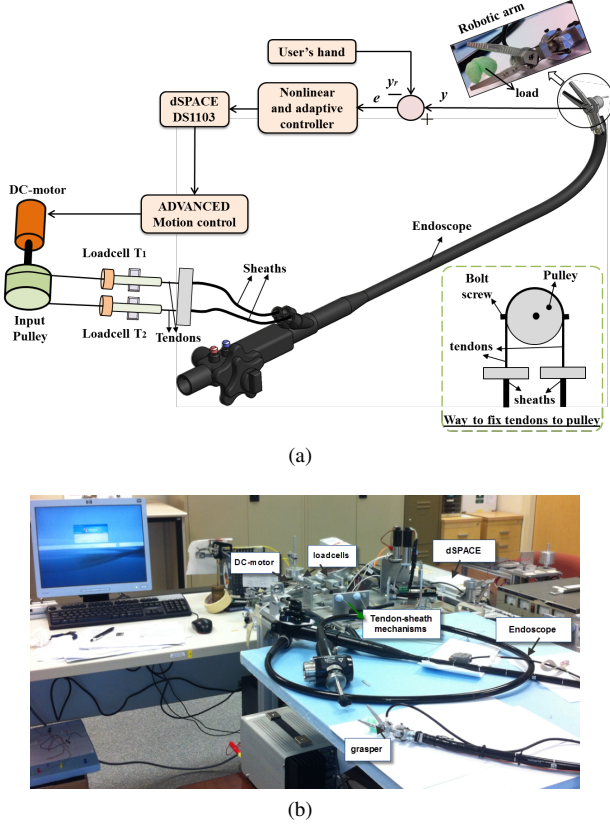 Robotic arm
User's hand
load
y_r
−
y
e
+
dSPACE
DS1103
Nonlinear
and adaptive
controller
DC-motor
ADVANCED
Motion control
Loadcell T1
Sheaths
Endoscope
Input
Pulley
Loadcell T2
Tendons
Bolt
screw
Pulley
tendons
sheaths
Way to fix tendons to pulley
(a)
DC-motor
loadcells
dSPACE
Tendon-sheath
mechanisms
Endoscope
grasper
(b)